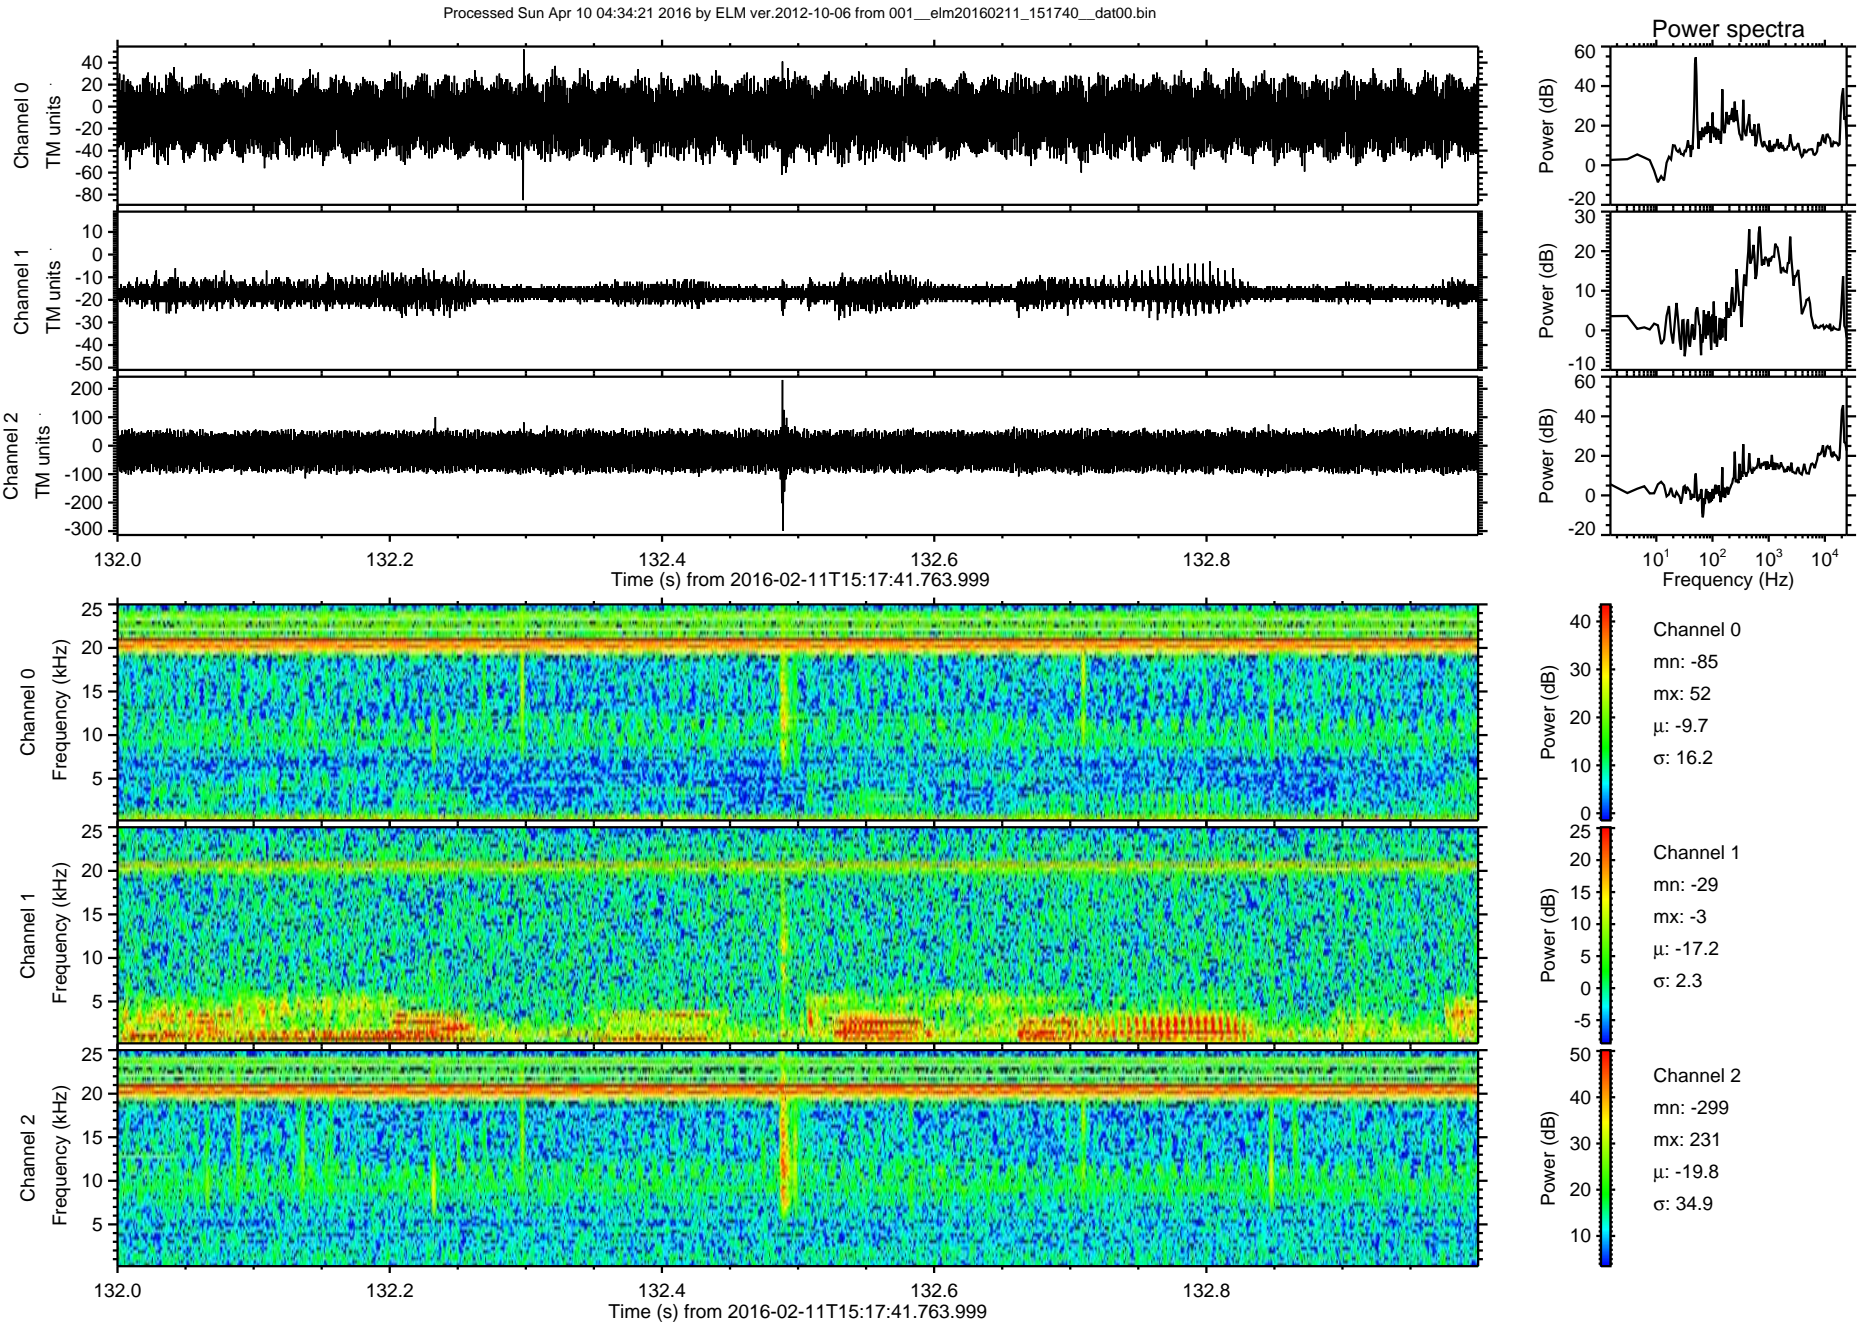 Processed Sun Apr 10 04:34:21 2016 by ELM ver.2012-10-06 from 001__elm20160211_151740__dat00.bin
Power spectra
Channel 0
TM units
40
20
0
-20
-40
-60
-80
Power (dB)
60
40
20
0
-20
Channel 1
TM units
10
0
-10
-20
-30
-40
-50
Power (dB)
30
20
10
0
-10
Channel 2
TM units
200
100
0
-100
-200
-300
Power (dB)
60
40
20
0
-20
132.0 132.2 132.4 132.6 132.8
Time (s) from 2016-02-11T15:17:41.763.999
10^1 10^2 10^3 10^4
Frequency (Hz)
Channel 0
Frequency (kHz)
25
20
15
10
5
Power (dB)
40
30
20
10
0
Channel 0
mn: -85
mx: 52
μ: -9.7
σ: 16.2
Channel 1
Frequency (kHz)
25
20
15
10
5
Power (dB)
25
20
15
10
5
0
-5
Channel 1
mn: -29
mx: -3
μ: -17.2
σ: 2.3
Channel 2
Frequency (kHz)
25
20
15
10
5
Power (dB)
50
40
30
20
10
Channel 2
mn: -299
mx: 231
μ: -19.8
σ: 34.9
132.0 132.2 132.4 132.6 132.8
Time (s) from 2016-02-11T15:17:41.763.999